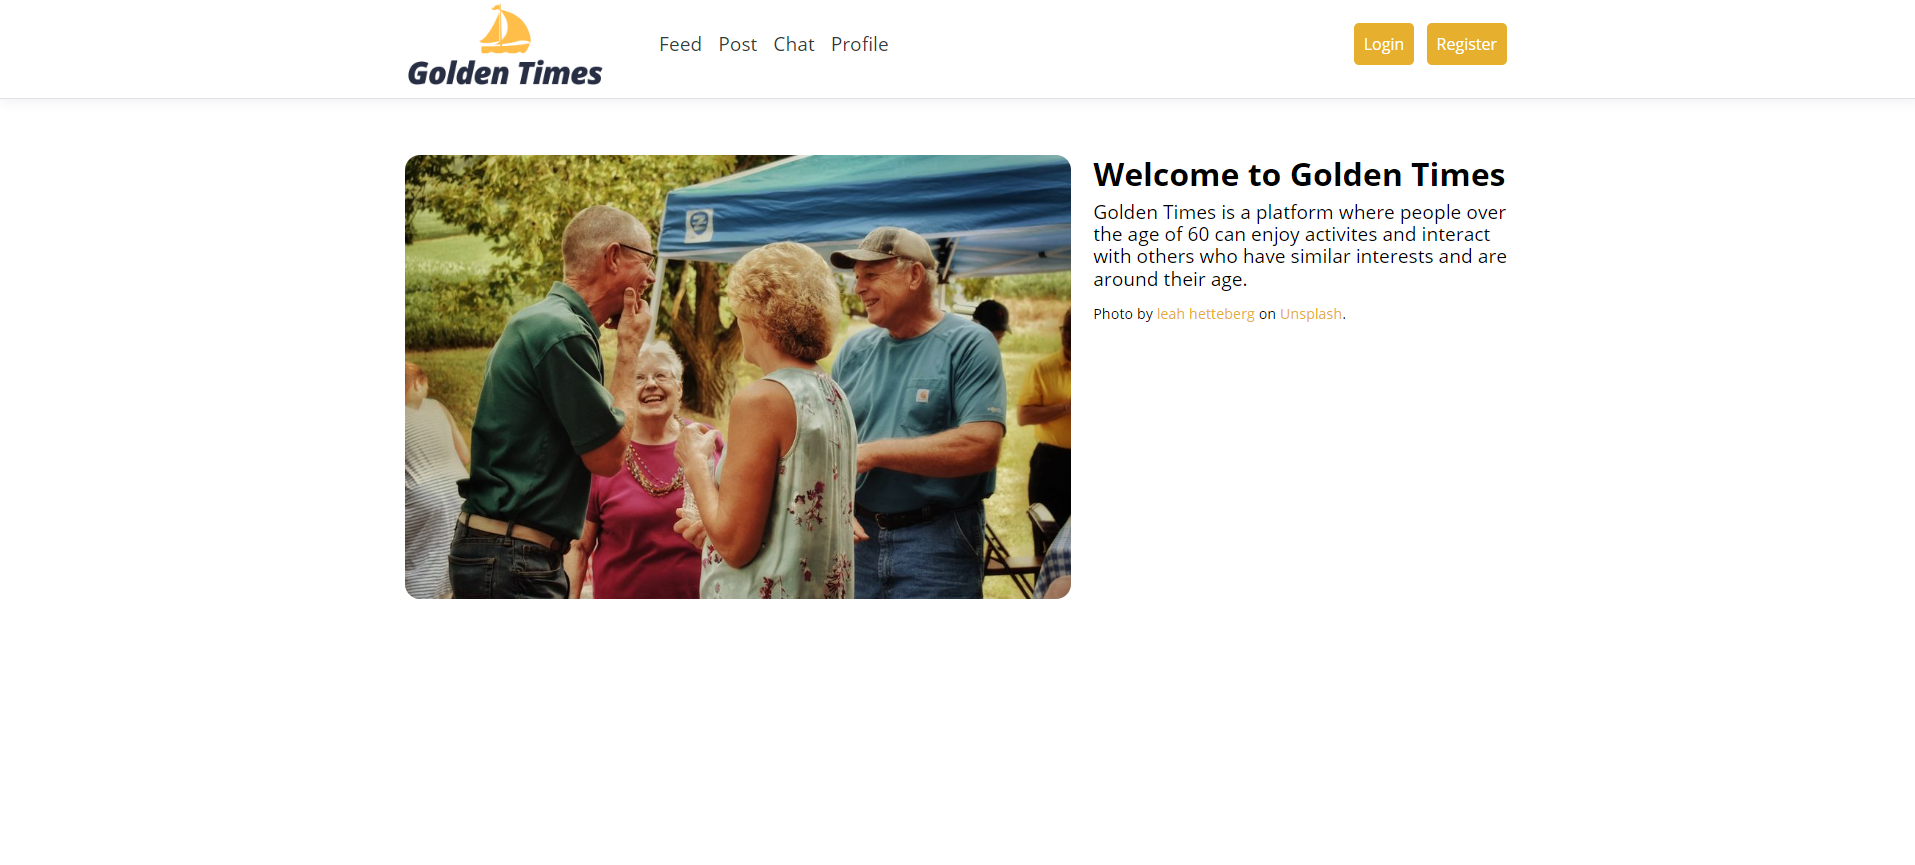 Golden Times
Feed Post Chat Profile
Login Register
Welcome to Golden Times
Golden Times is a platform where people over
the age of 60 can enjoy activites and interact
with others who have similar interests and are
around their age.
Photo by leah hetteberg on Unsplash.